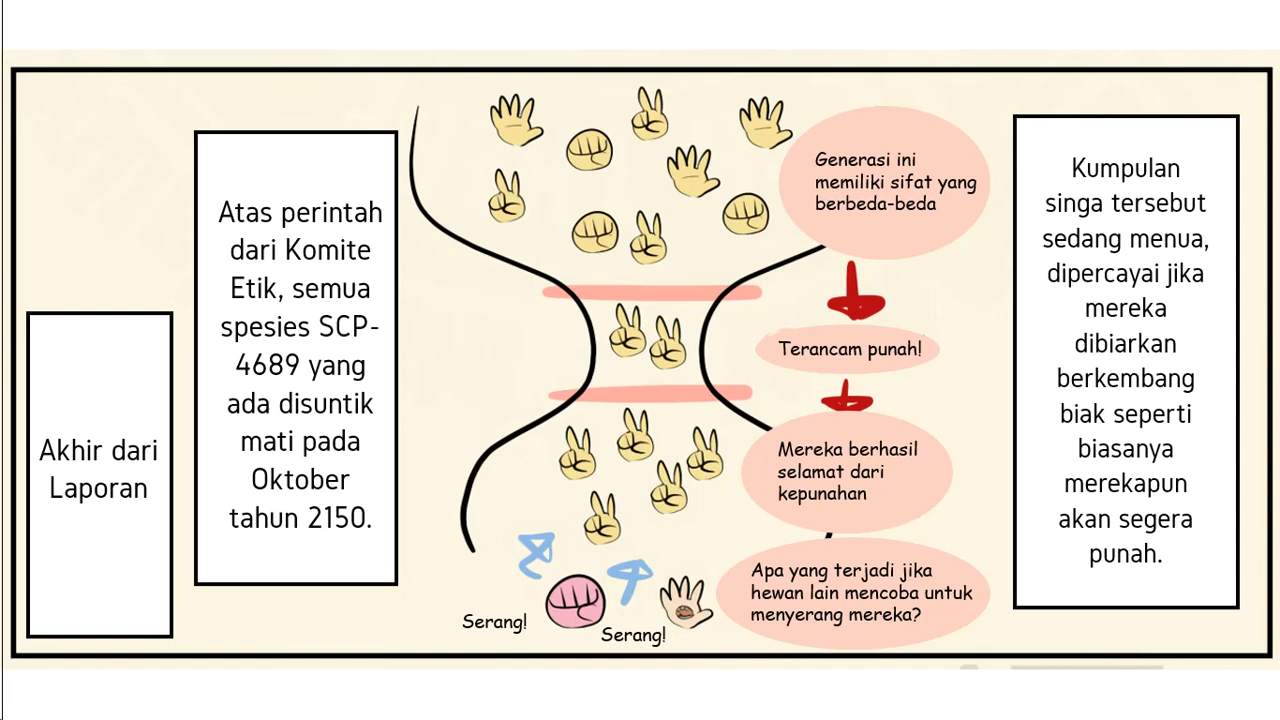 Kumpulan
singa tersebut
sedang menua,
dipercayai jika
mereka
dibiarkan
berkembang
biak seperti
biasanya
merekapun
akan segera
punah.
Generasi ini
memiliki sifat yang
berbeda-beda
Terancam punah!
Mereka berhasil
selamat dari
kepunahan
Apa yang terjadi jika
hewan lain mencoba untuk
menyerang mereka?
Serang!
Serang!
Atas perintah
dari Komite
Etik, semua
spesies SCP-
4689 yang
ada disuntik
mati pada
Oktober
tahun 2150.
Akhir dari
Laporan